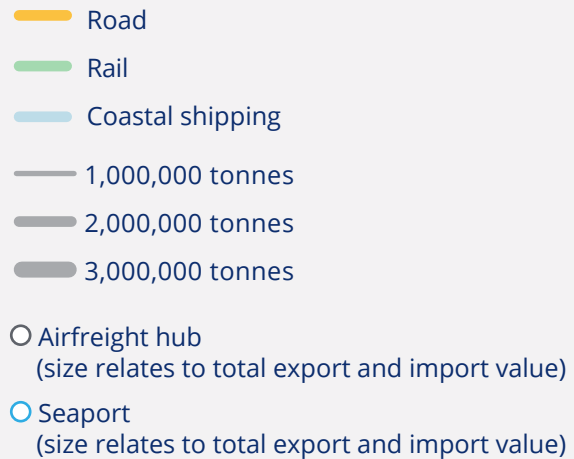 Road
Rail
Coastal shipping
1,000,000 tonnes
2,000,000 tonnes
3,000,000 tonnes
Airfreight hub
(size relates to total export and import value)
Seaport
(size relates to total export and import value)